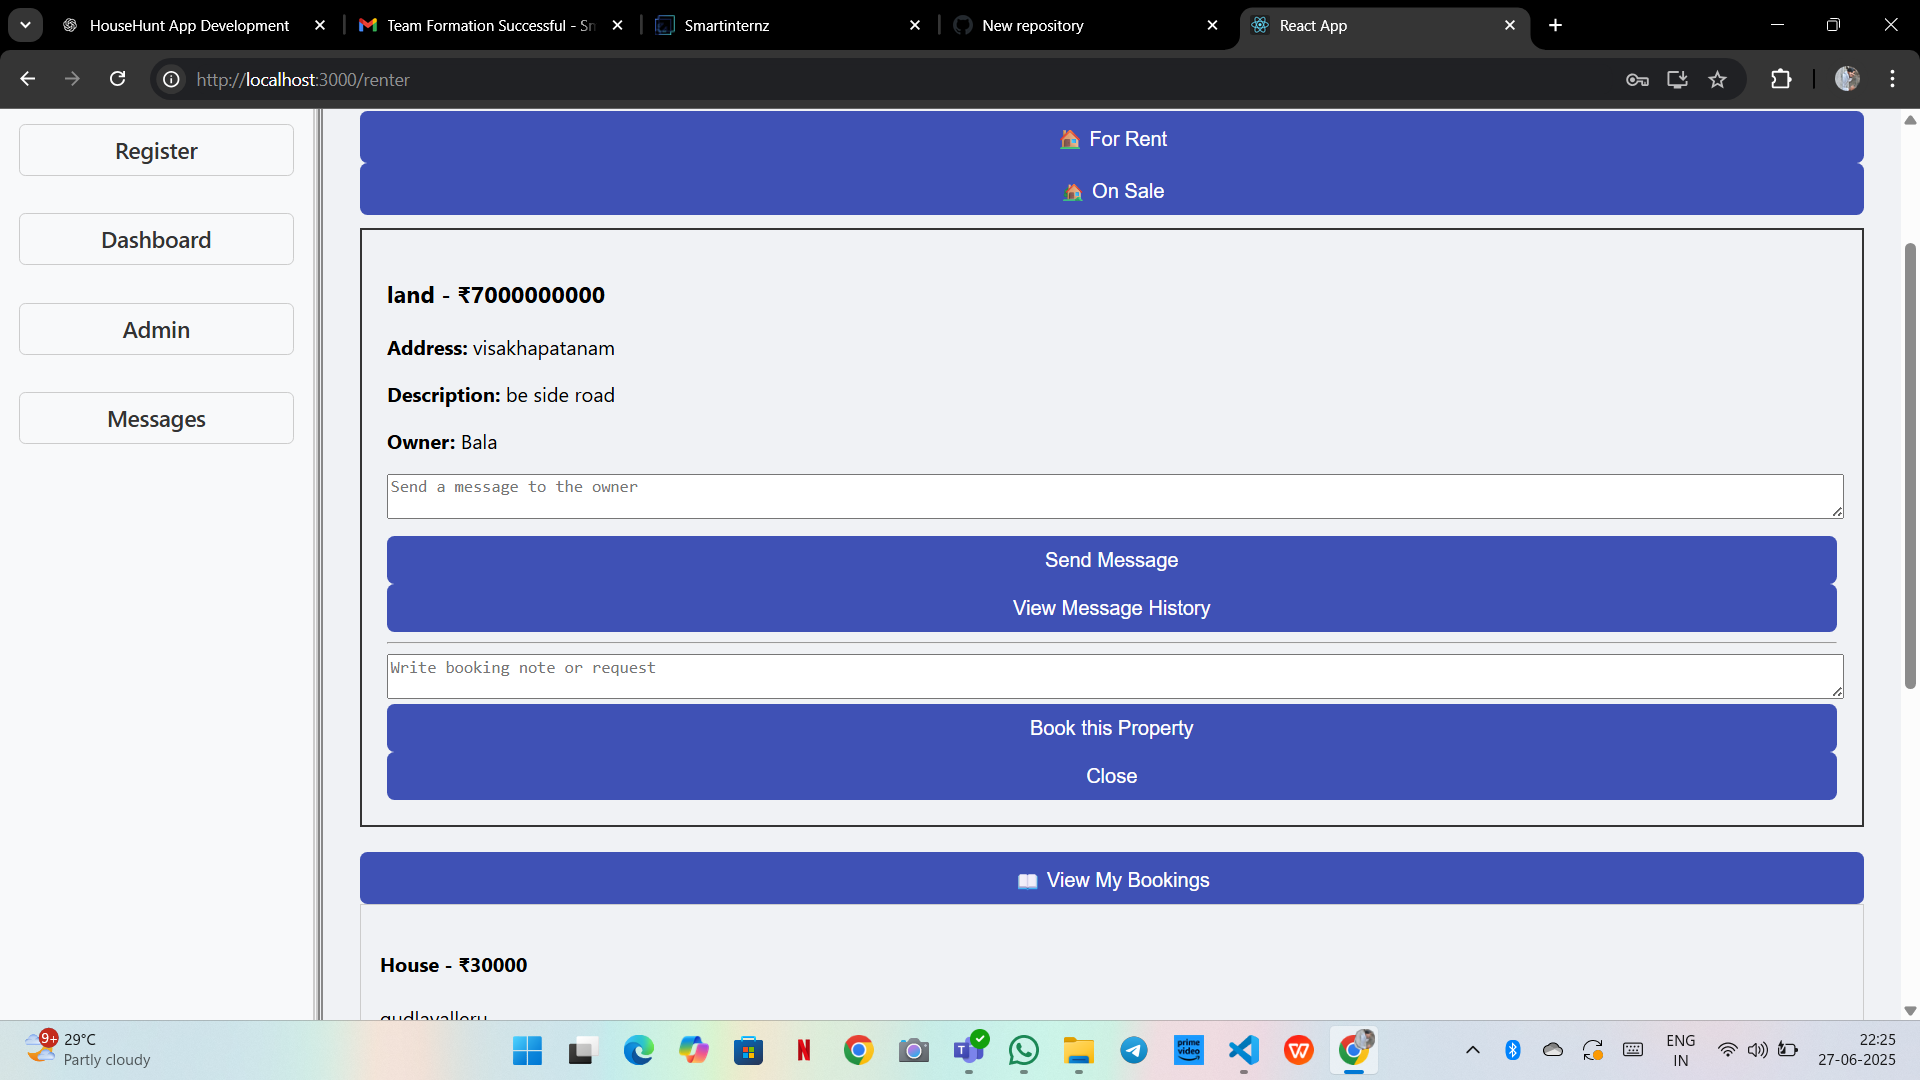 HouseHunt App Development
Team Formation Successful - Sn
Smartinternz
New repository
React App
http://localhost:3000/renter
Register
Dashboard
Admin
Messages
🏠 For Rent
🏠 On Sale
land - ₹7000000000
Address: visakhapatanam
Description: be side road
Owner: Bala
Send a message to the owner
Send Message
View Message History
Write booking note or request
Book this Property
Close
📖 View My Bookings
House - ₹30000
gudlavalleru
9+
29°C
Partly cloudy
prime video
ENG
IN
22:25
27-06-2025